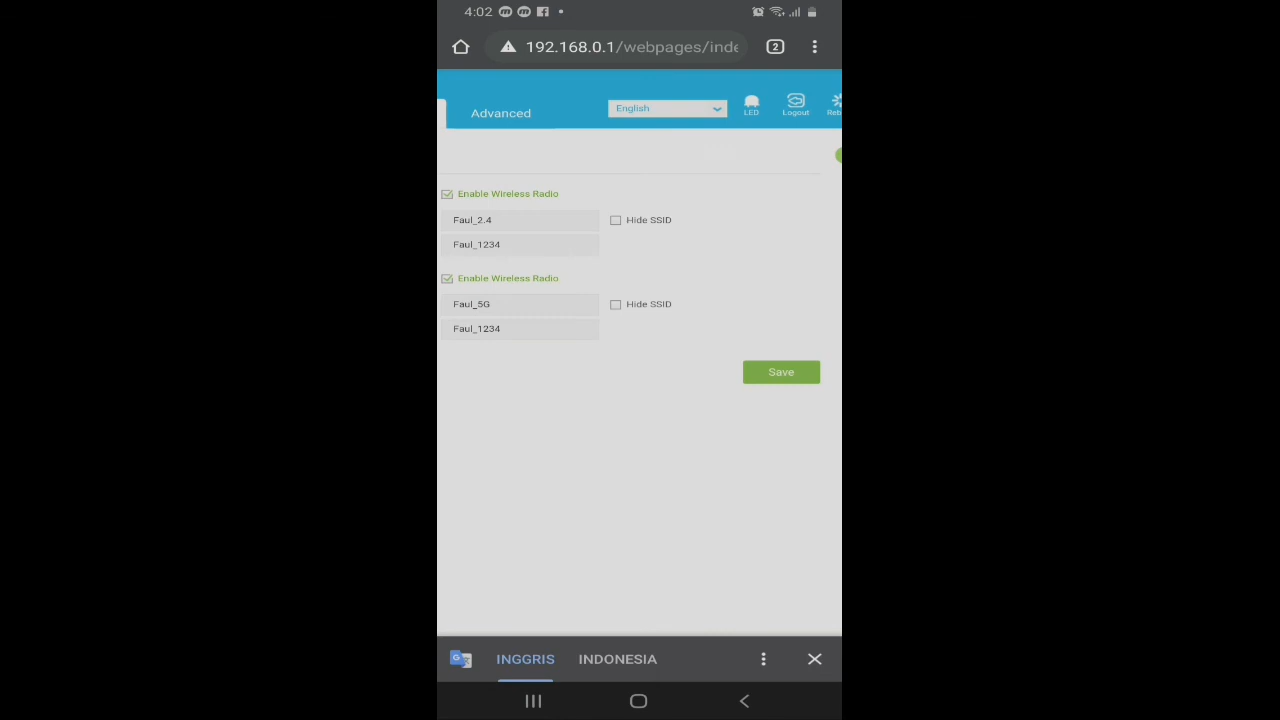 4:02
192.168.0.1/webpages/inde
2
Advanced
English
LED
Logout
Reb
Enable Wireless Radio
Faul_2.4
Hide SSID
Faul_1234
Enable Wireless Radio
Faul_5G
Hide SSID
Faul_1234
Save
INGGRIS
INDONESIA